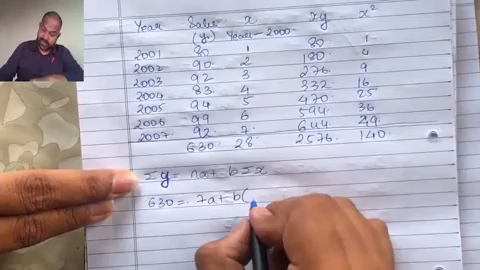 Year Sales x xy x²
(y) Year-2000
2001 80 1 80 1
2002 90 2 180 4
2003 92 3 276 9
2004 83 4 332 16
2005 94 5 470 25
2006 99 6 594 36
2007 92 7 644 49
630 28 2576 140
Σy = na + bΣx
630 = 7a + b(